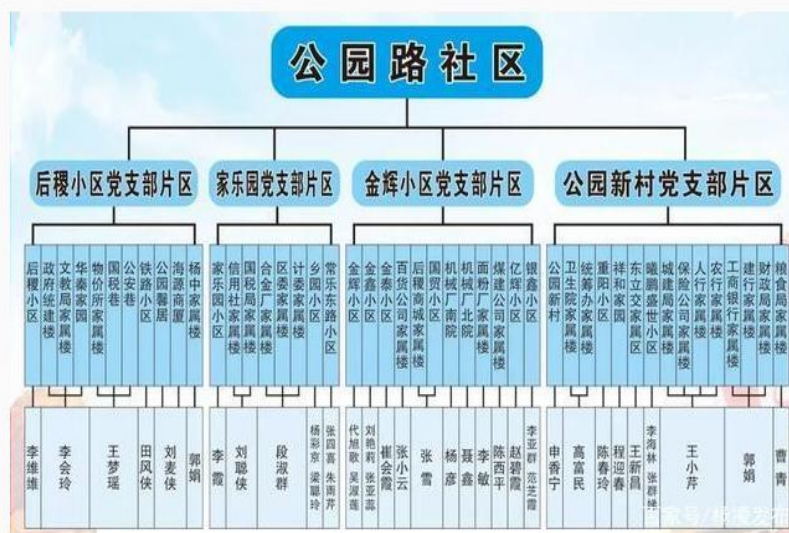 公园路社区
后稷小区党支部片区
家乐园党支部片区
金辉小区党支部片区
公园新村党支部片区
后稷小区
政府统建楼
文教局家属楼
华泰家园
物价所家属楼
国税巷
公安巷
铁路小区
公园馨居
海源商厦
杨中家属楼
家乐园小区
信用社家属楼
国税局家属楼
合金厂家属楼
区委家属楼
计委家属楼
乡园小区
常乐东路小区
金辉小区
金鑫小区
金泰小区
百货公司家属楼
后稷商城家属楼
国贸小区
机械厂南院
机械厂北院
面粉厂家属楼
煤建公司家属楼
亿辉小区
银鑫小区
公园新村
卫生院家属楼
统筹办家属楼
重阳小区
祥和家园
东立交家属区
曦鹏盛世小区
城建局家属楼
保险公司家属楼
人行家属楼
农行家属楼
工商银行家属楼
建行家属楼
财政局家属楼
粮食局家属楼
李维维
李会玲
王梦瑶
田风侠
刘麦侠
郭娟
李霞
刘聪侠
段淑群
杨彩京 梁聪玲
张四喜 朱雨芹
代旭歌 吴淑莲
刘艳莉 张亚蕊
崔会霞
张小云
张雪
杨彦
聂鑫
李敏
陈西平
赵碧霞
李亚群 范芝霞
申香宁
高富民
陈春玲
程迎春
王新昌
李海林 张群
王小芹
郭娟
曹青
百家号/
发布